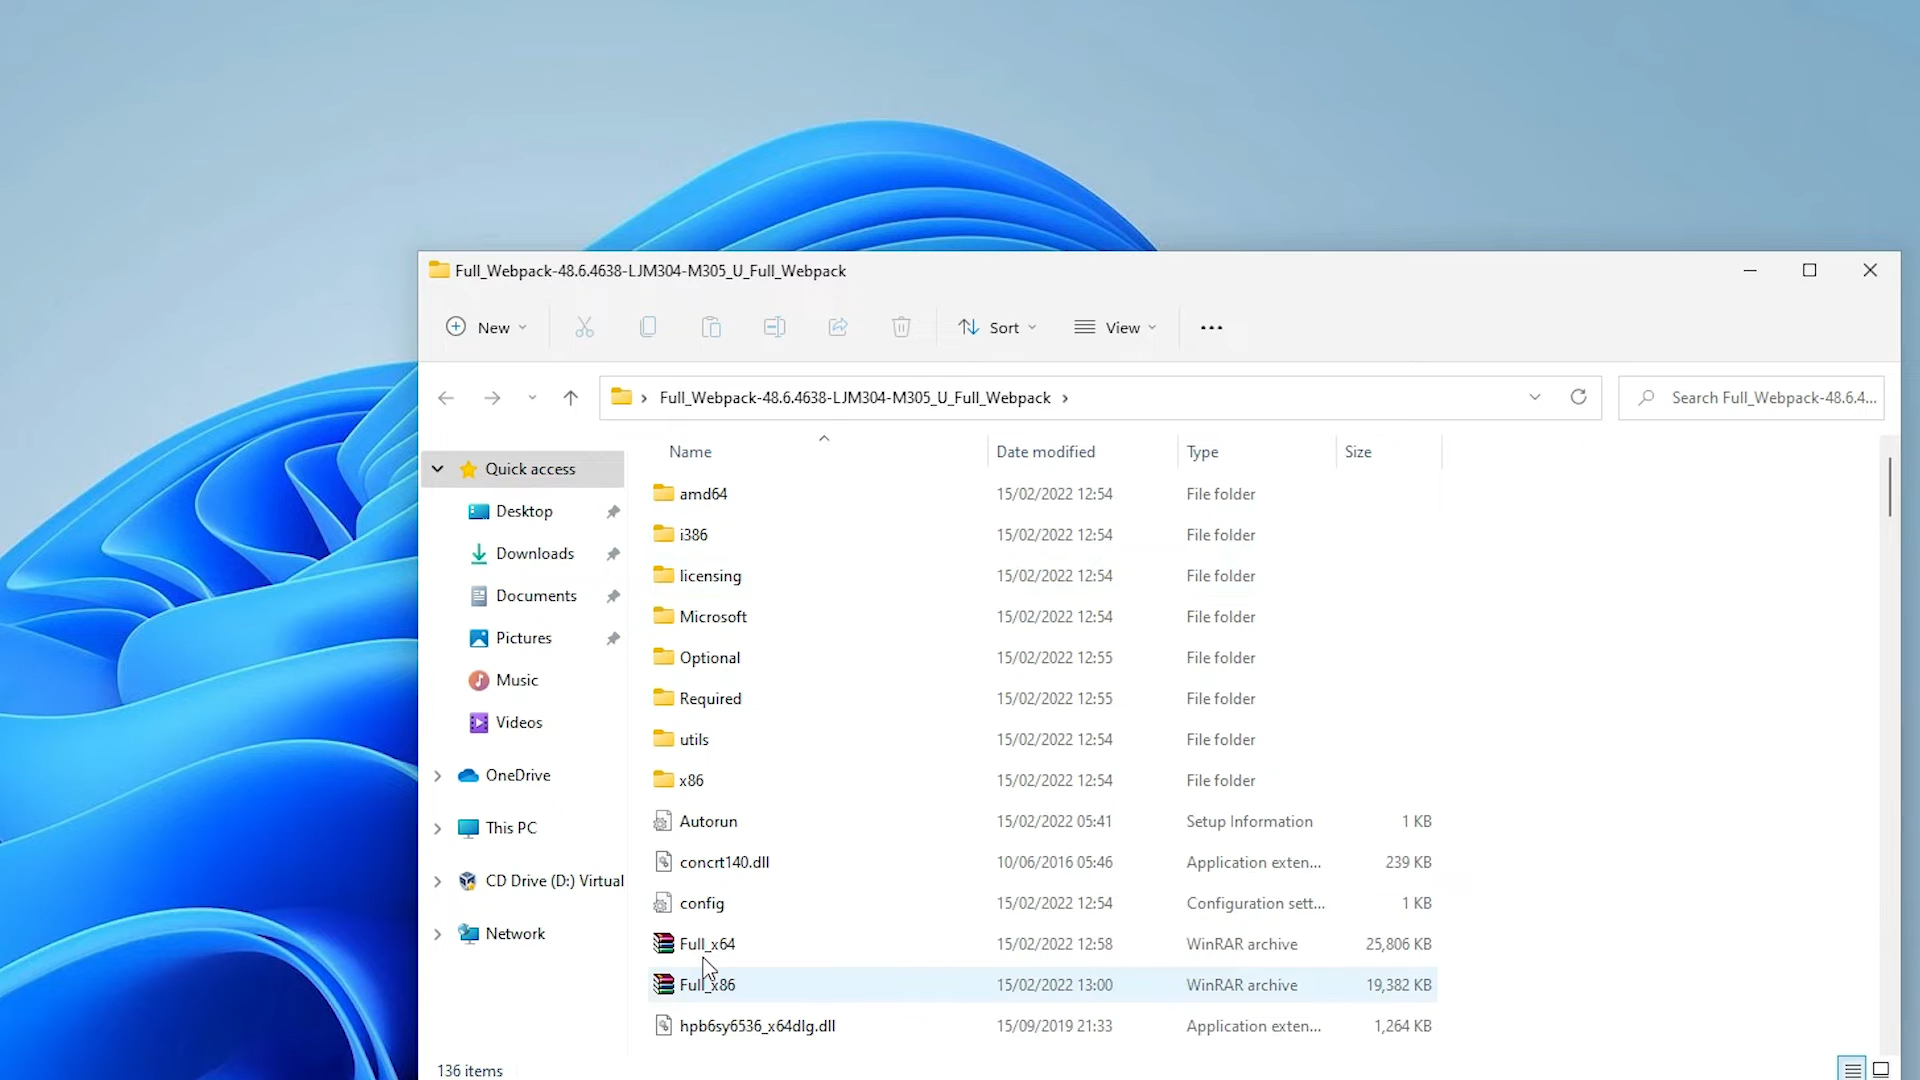 Full_Webpack-48.6.4638-LJM304-M305_U_Full_Webpack
New Sort View
Full_Webpack-48.6.4638-LJM304-M305_U_Full_Webpack Search Full_Webpack-48.6.4...
Name Date modified Type Size
Quick access
Desktop
Downloads
Documents
Pictures
Music
Videos
OneDrive
This PC
CD Drive (D:) Virtual
Network
amd64 15/02/2022 12:54 File folder
i386 15/02/2022 12:54 File folder
licensing 15/02/2022 12:54 File folder
Microsoft 15/02/2022 12:54 File folder
Optional 15/02/2022 12:55 File folder
Required 15/02/2022 12:55 File folder
utils 15/02/2022 12:54 File folder
x86 15/02/2022 12:54 File folder
Autorun 15/02/2022 05:41 Setup Information 1 KB
concrt140.dll 10/06/2016 05:46 Application exten... 239 KB
config 15/02/2022 12:54 Configuration sett... 1 KB
Full_x64 15/02/2022 12:58 WinRAR archive 25,806 KB
Full_x86 15/02/2022 13:00 WinRAR archive 19,382 KB
hpb6sy6536_x64dlg.dll 15/09/2019 21:33 Application exten... 1,264 KB
136 items